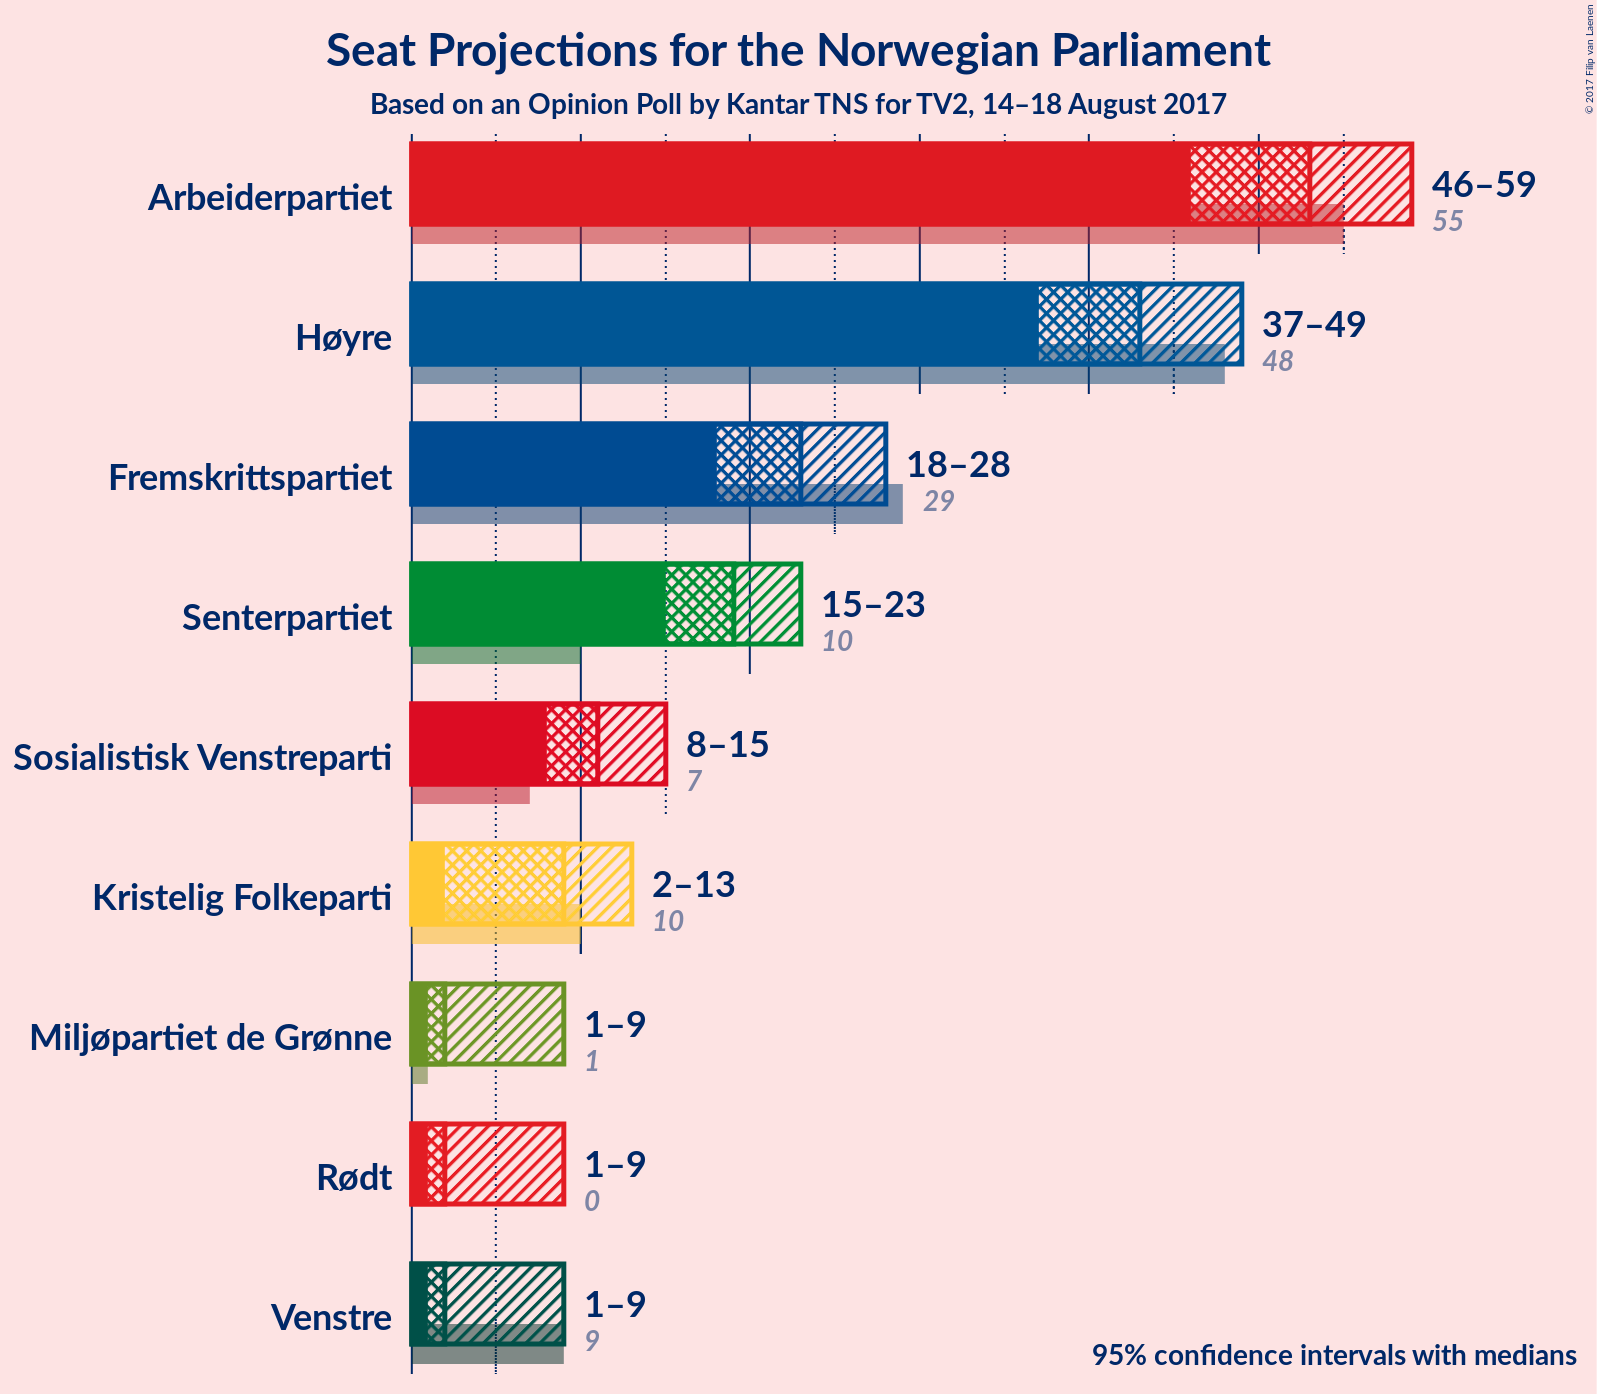 Seat Projections for the Norwegian Parliament
Based on an Opinion Poll by Kantar TNS for TV2, 14–18 August 2017
© 2017 Filip van Laenen
Arbeiderpartiet
46–59
55
Høyre
37–49
48
Fremskrittspartiet
18–28
29
Senterpartiet
15–23
10
Sosialistisk Venstreparti
8–15
7
Kristelig Folkeparti
2–13
10
Miljøpartiet de Grønne
1–9
1
Rødt
1–9
0
Venstre
1–9
9
95% confidence intervals with medians